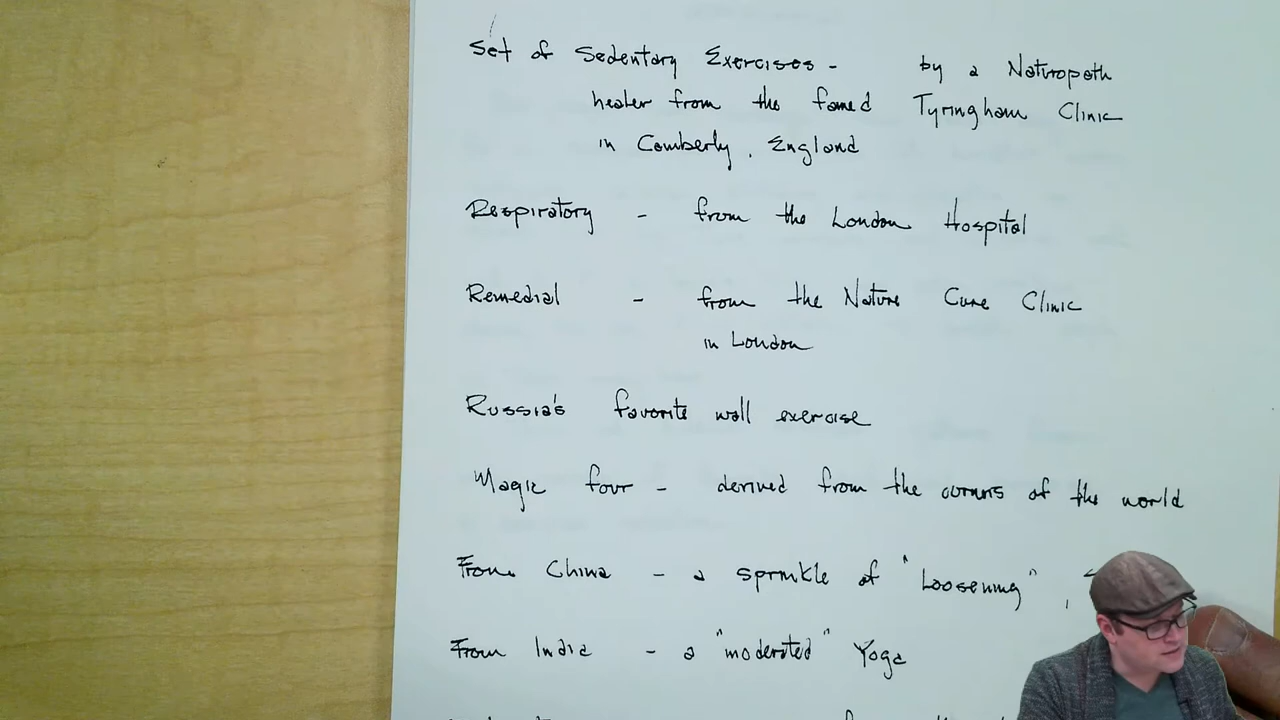 Set of Sedentary Exercises - by a Naturopath
healer from the famed Tyringham Clinic
in Camberly, England
Respiratory - from the London Hospital
Remedial - from the Nature Cure Clinic
in London
Russia's favorite wall exercise
Magic four - derived from the corners of the world
From China - a sprinkle of "Loosening",
From India - a "moderated" Yoga